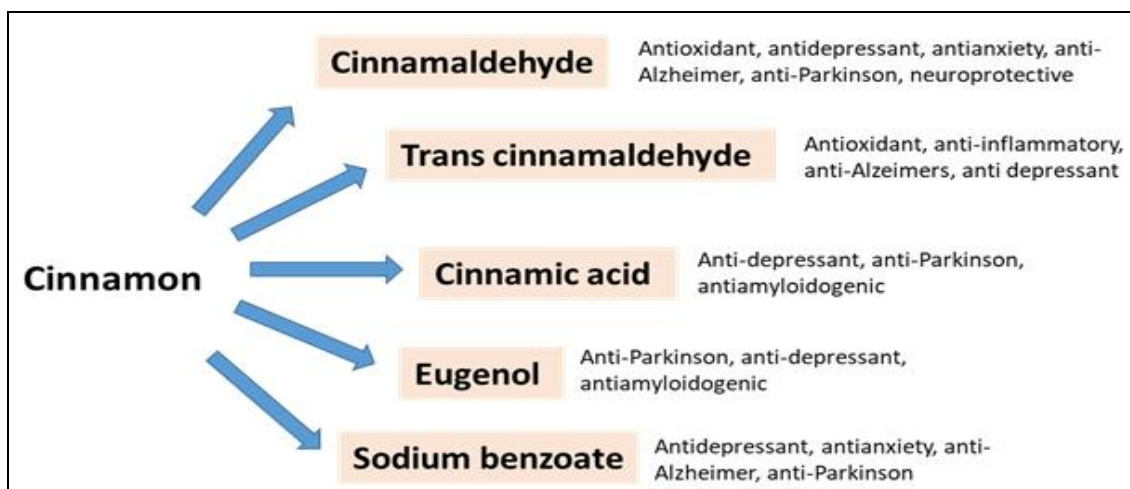 Cinnamaldehyde
Antioxidant, antidepressant, antianxiety, anti-
Alzheimer, anti-Parkinson, neuroprotective
Trans cinnamaldehyde
Antioxidant, anti-inflammatory,
anti-Alzeimers, anti depressant
Cinnamon
Cinnamic acid
Anti-depressant, anti-Parkinson,
antiamyloidogenic
Eugenol
Anti-Parkinson, anti-depressant,
antiamyloidogenic
Sodium benzoate
Antidepressant, antianxiety, anti-
Alzheimer, anti-Parkinson